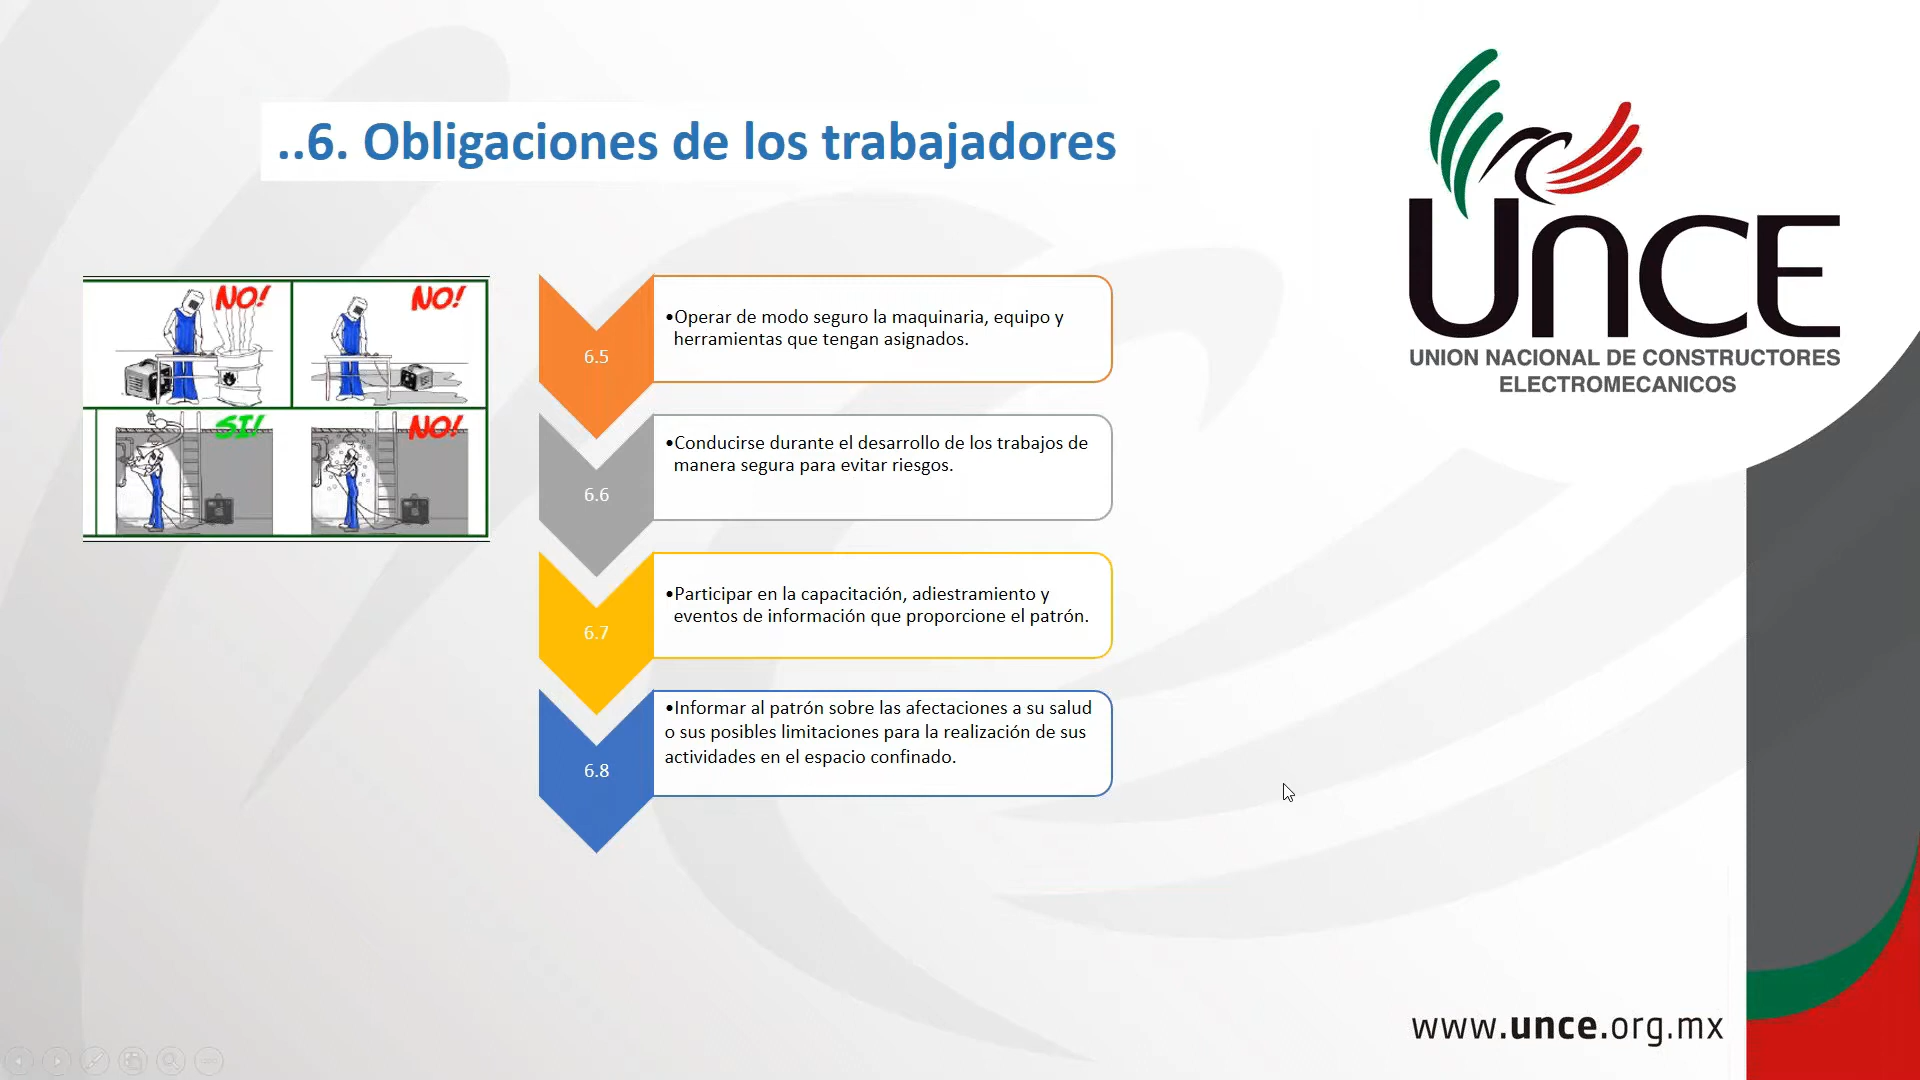 ..6. Obligaciones de los trabajadores
NO!
NO!
SI!
NO!
6.5
•Operar de modo seguro la maquinaria, equipo y
herramientas que tengan asignados.
6.6
•Conducirse durante el desarrollo de los trabajos de
manera segura para evitar riesgos.
6.7
•Participar en la capacitación, adiestramiento y
eventos de información que proporcione el patrón.
6.8
•Informar al patrón sobre las afectaciones a su salud
o sus posibles limitaciones para la realización de sus
actividades en el espacio confinado.
UNCE
UNION NACIONAL DE CONSTRUCTORES
ELECTROMECANICOS
www.unce.org.mx